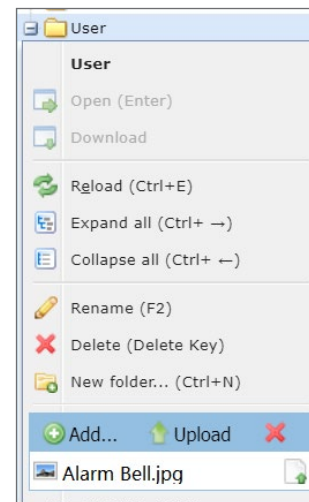 User
User
Open (Enter)
Download
Reload (Ctrl+E)
Expand all (Ctrl+ →)
Collapse all (Ctrl+ ←)
Rename (F2)
Delete (Delete Key)
New folder... (Ctrl+N)
Add... Upload
Alarm Bell.jpg